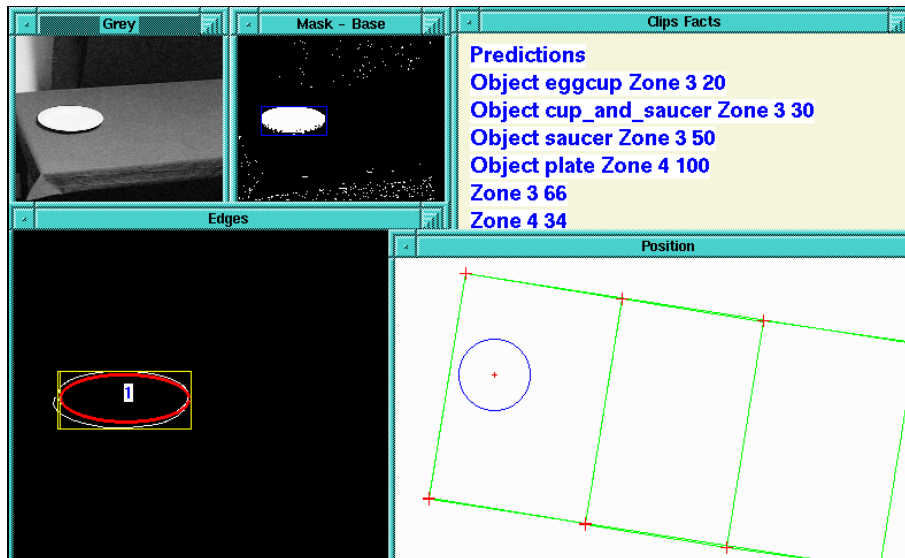 Grey
Mask - Base
Clips Facts
Predictions
Object eggcup Zone 3 20
Object cup_and_saucer Zone 3 30
Object saucer Zone 3 50
Object plate Zone 4 100
Zone 3 66
Zone 4 34
Edges
Position
1